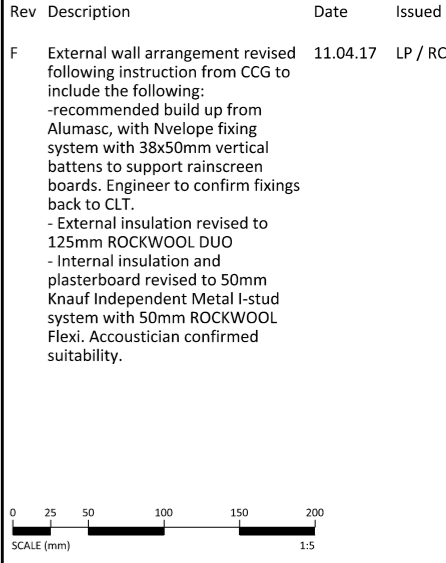 Rev Description Date Issued
F External wall arrangement revised 11.04.17 LP / RC
following instruction from CCG to
include the following:
-recommended build up from
Alumasc, with Nvelope fixing
system with 38x50mm vertical
battens to support rainscreen
boards. Engineer to confirm fixings
back to CLT.
- External insulation revised to
125mm ROCKWOOL DUO
- Internal insulation and
plasterboard revised to 50mm
Knauf Independent Metal I-stud
system with 50mm ROCKWOOL
Flexi. Accoustician confirmed
suitability.
0 25 50 100 150 200
SCALE (mm) 1:5